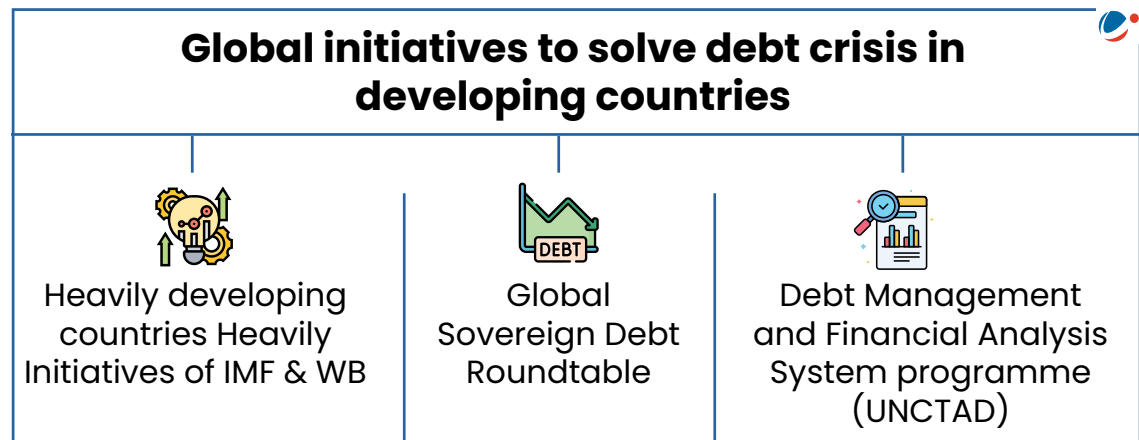 Global initiatives to solve debt crisis in
developing countries
Heavily developing
countries Heavily
Initiatives of IMF & WB
DEBT
Global
Sovereign Debt
Roundtable
Debt Management
and Financial Analysis
System programme
(UNCTAD)